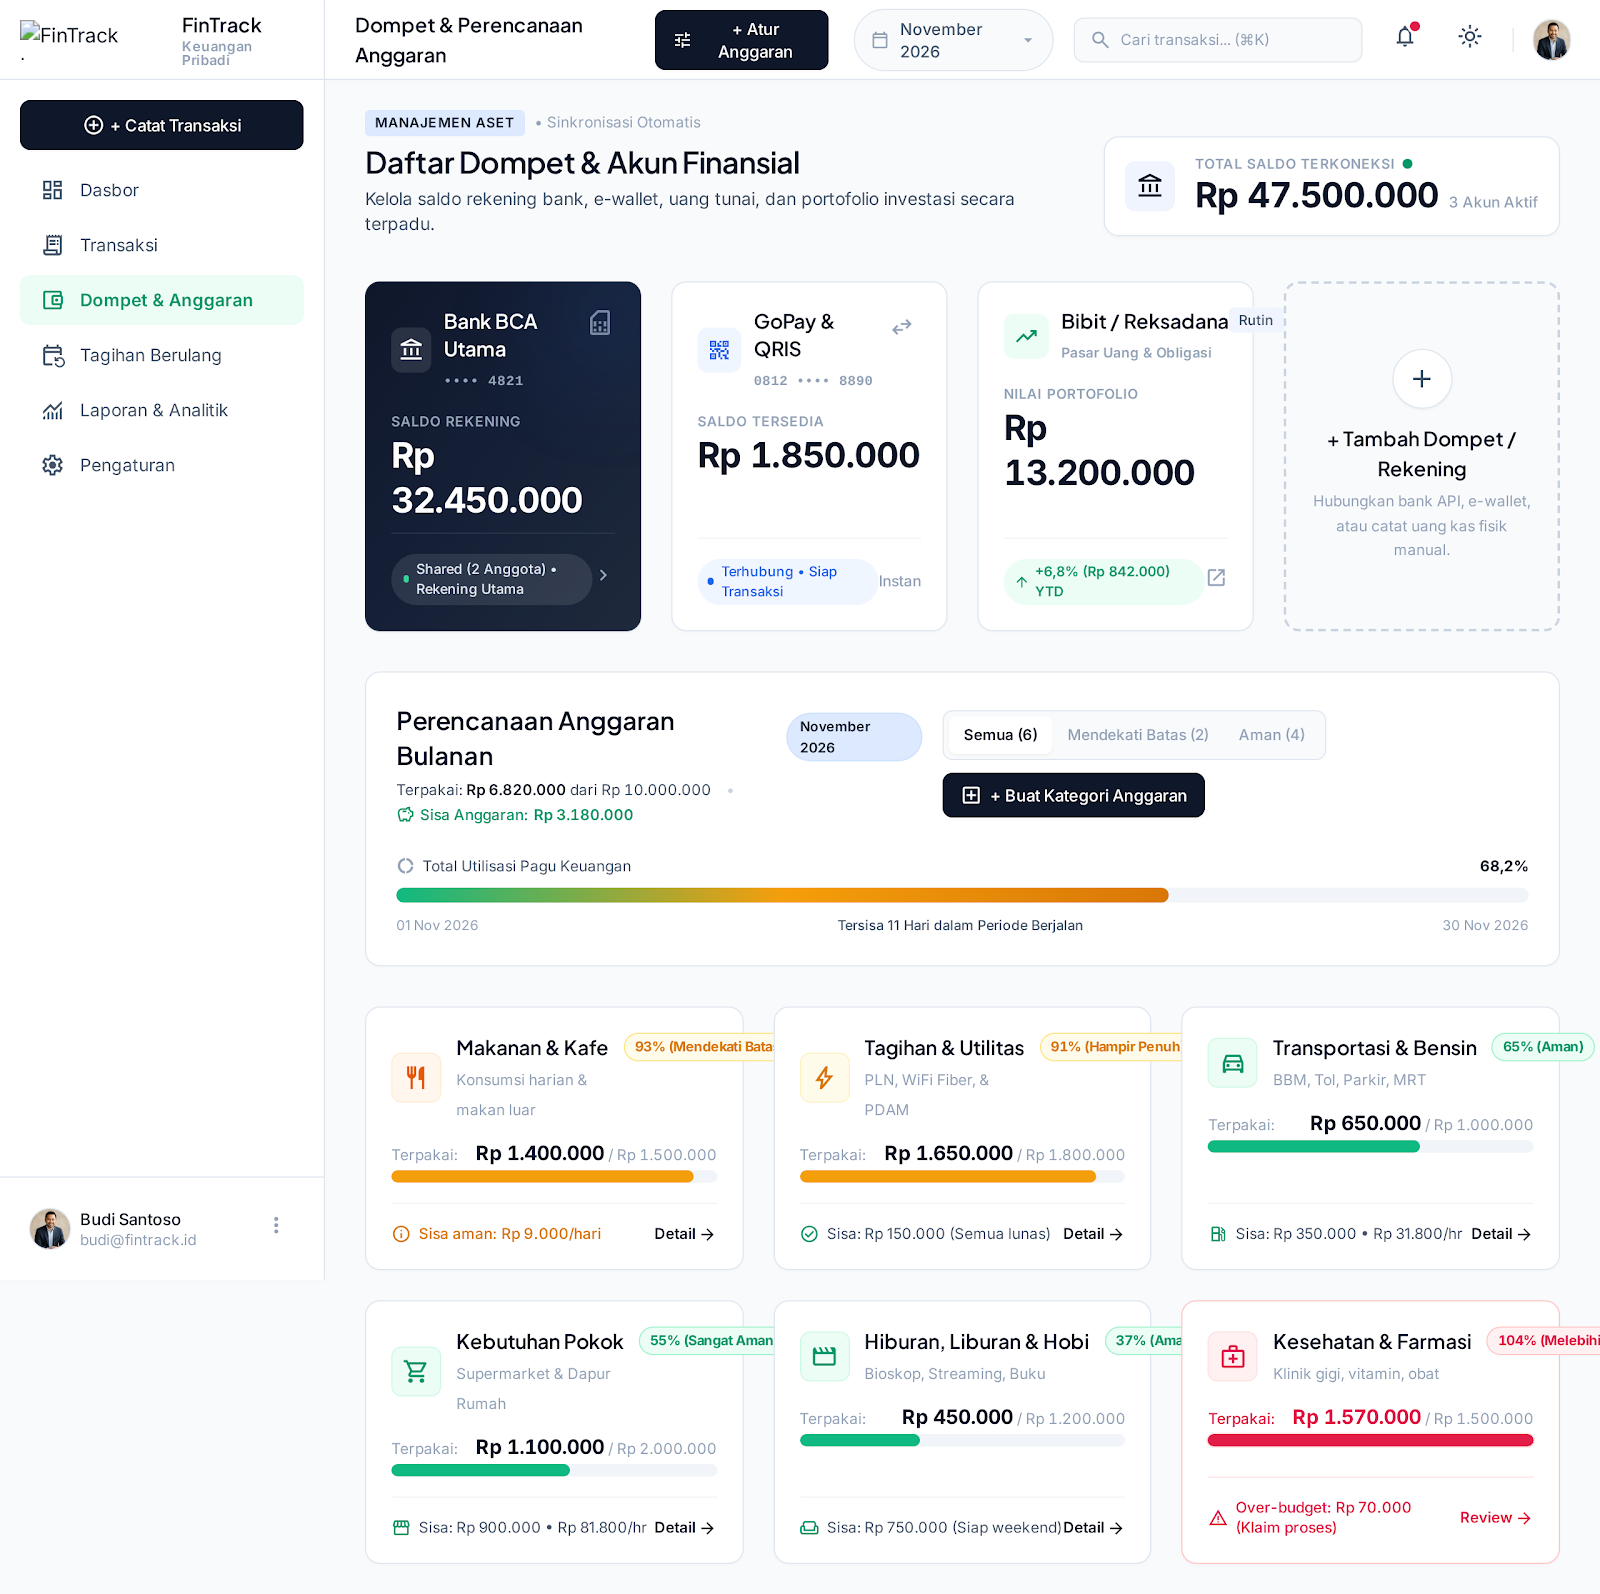 FinTrack
.
FinTrack
Keuangan
Pribadi
+ Catat Transaksi
Dasbor
Transaksi
Dompet & Anggaran
Tagihan Berulang
Laporan & Analitik
Pengaturan
Budi Santoso
budi@fintrack.id
Dompet & Perencanaan
Anggaran
+ Atur
Anggaran
November
2026
Cari transaksi... (⌘K)
MANAJEMEN ASET
• Sinkronisasi Otomatis
Daftar Dompet & Akun Finansial
Kelola saldo rekening bank, e-wallet, uang tunai, dan portofolio investasi secara
terpadu.
TOTAL SALDO TERKONEKSI
Rp 47.500.000 3 Akun Aktif
Bank BCA
Utama
•••• 4821
SALDO REKENING
Rp
32.450.000
Shared (2 Anggota) •
Rekening Utama
GoPay &
QRIS
0812 •••• 8890
SALDO TERSEDIA
Rp 1.850.000
Terhubung • Siap
Transaksi
Instan
Bibit / Reksadana
Rutin
Pasar Uang & Obligasi
NILAI PORTOFOLIO
Rp
13.200.000
+6,8% (Rp 842.000)
YTD
+ Tambah Dompet /
Rekening
Hubungkan bank API, e-wallet,
atau catat uang kas fisik
manual.
Perencanaan Anggaran
Bulanan
November
2026
Terpakai: Rp 6.820.000 dari Rp 10.000.000 •
Sisa Anggaran: Rp 3.180.000
Semua (6)
Mendekati Batas (2)
Aman (4)
+ Buat Kategori Anggaran
Total Utilisasi Pagu Keuangan
68,2%
01 Nov 2026
Tersisa 11 Hari dalam Periode Berjalan
30 Nov 2026
Makanan & Kafe
93% (Mendekati Batas
Konsumsi harian &
makan luar
Terpakai: Rp 1.400.000 / Rp 1.500.000
Sisa aman: Rp 9.000/hari
Detail →
Tagihan & Utilitas
91% (Hampir Penuh
PLN, WiFi Fiber, &
PDAM
Terpakai: Rp 1.650.000 / Rp 1.800.000
Sisa: Rp 150.000 (Semua lunas)
Detail →
Transportasi & Bensin
65% (Aman)
BBM, Tol, Parkir, MRT
Terpakai: Rp 650.000 / Rp 1.000.000
Sisa: Rp 350.000 • Rp 31.800/hr
Detail →
Kebutuhan Pokok
55% (Sangat Aman
Supermarket & Dapur
Rumah
Terpakai: Rp 1.100.000 / Rp 2.000.000
Sisa: Rp 900.000 • Rp 81.800/hr
Detail →
Hiburan, Liburan & Hobi
37% (Ama
Bioskop, Streaming, Buku
Terpakai: Rp 450.000 / Rp 1.200.000
Sisa: Rp 750.000 (Siap weekend)
Detail →
Kesehatan & Farmasi
104% (Melebihi
Klinik gigi, vitamin, obat
Terpakai: Rp 1.570.000 / Rp 1.500.000
Over-budget: Rp 70.000
(Klaim proses)
Review →